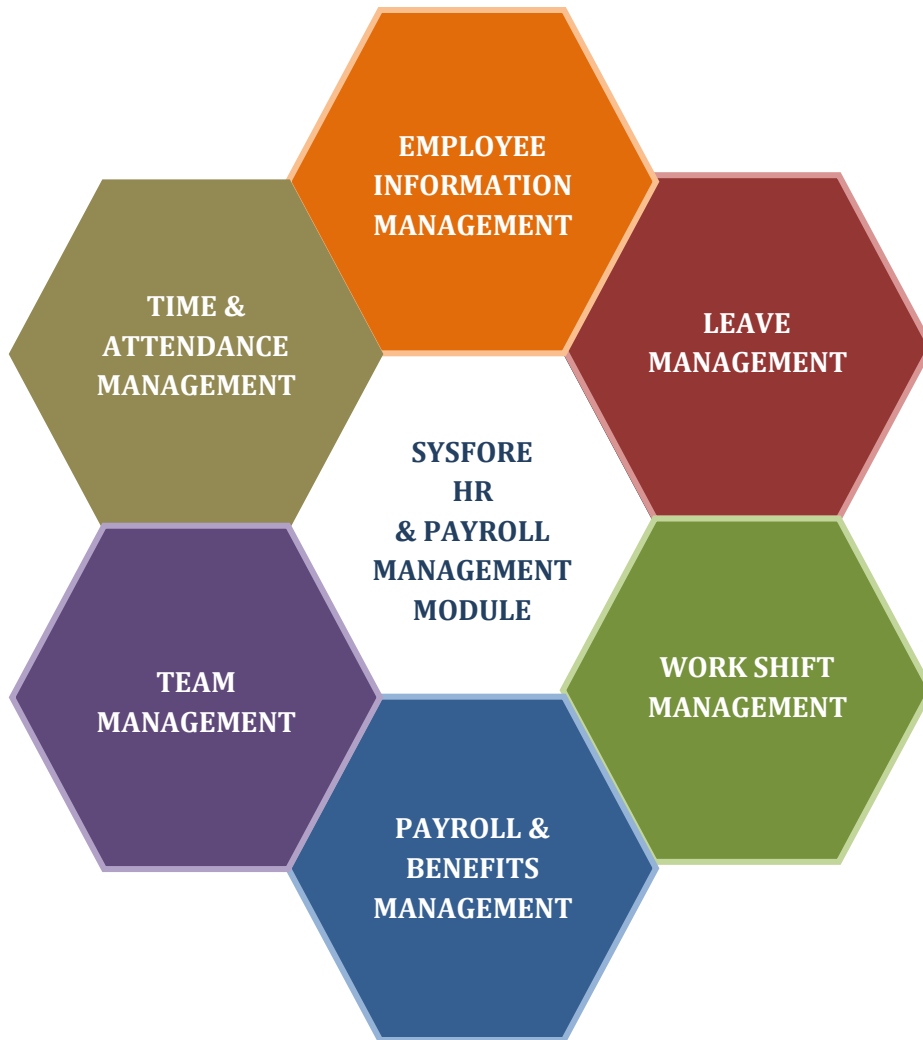 EMPLOYEE
INFORMATION
MANAGEMENT
TIME &
ATTENDANCE
MANAGEMENT
LEAVE
MANAGEMENT
SYSFORE
HR
& PAYROLL
MANAGEMENT
MODULE
TEAM
MANAGEMENT
WORK SHIFT
MANAGEMENT
PAYROLL &
BENEFITS
MANAGEMENT